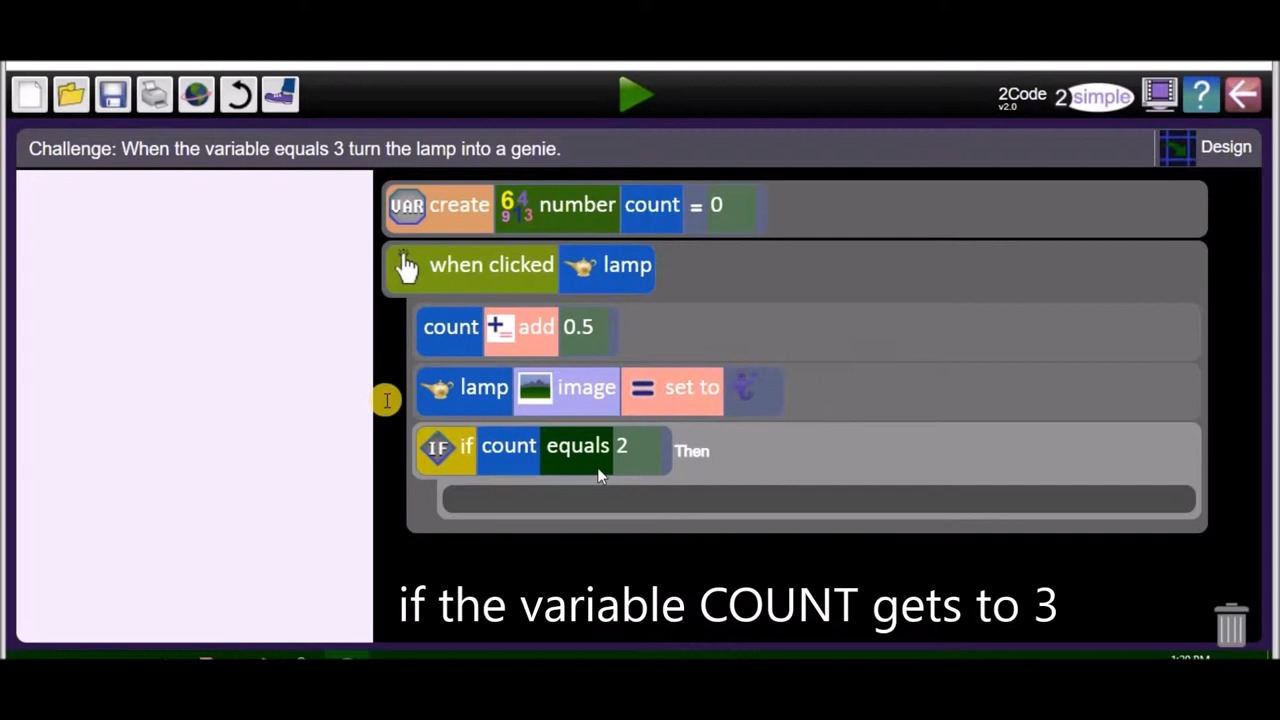 2Code
v2.0
2simple
?
Challenge: When the variable equals 3 turn the lamp into a genie.
Design
VAR create 6 4 9 3 number count = 0
when clicked lamp
count + = add 0.5
lamp image = set to
IF if count equals 2 Then
if the variable COUNT gets to 3